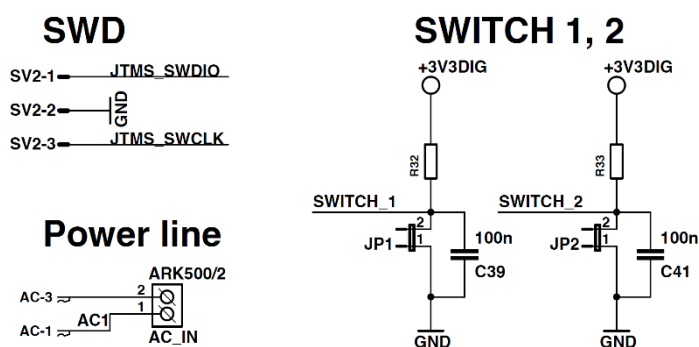 SWD
SV2-1 JTMS_SWDIO
SV2-2 GND
SV2-3 JTMS_SWCLK
Power line
ARK500/2
AC-3 2
AC-1 AC1 1
AC_IN
SWITCH 1, 2
+3V3DIG +3V3DIG
R32 R33
SWITCH_1 SWITCH_2
2 100n 2 100n
JP1 1 JP2 1
C39 C41
GND GND